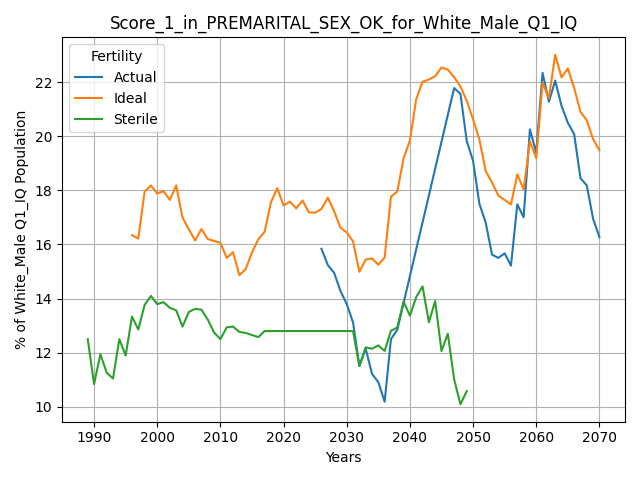 Score_1_in_PREMARITAL_SEX_OK_for_White_Male_Q1_IQ
Fertility
Actual
Ideal
Sterile
% of White_Male Q1_IQ Population
22
20
18
16
14
12
10
1990
2000
2010
2020
2030
2040
2050
2060
2070
Years